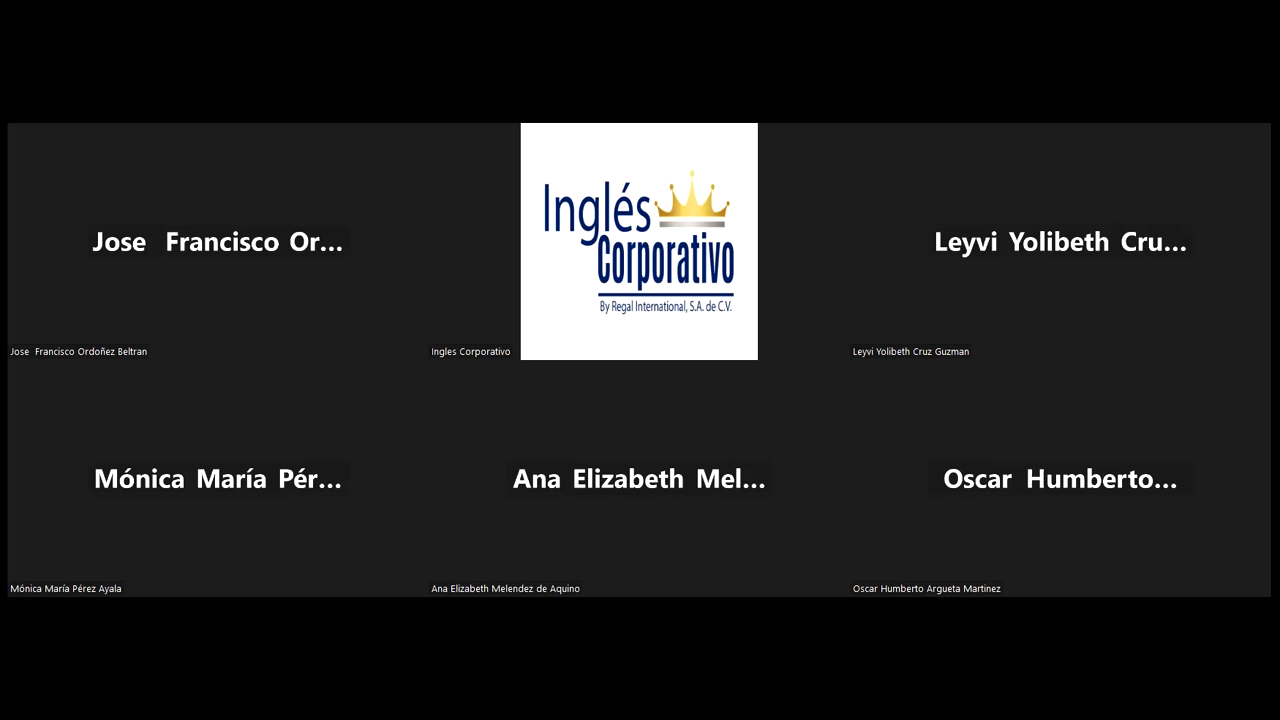 Jose  Francisco Or...
Jose  Francisco Ordoñez Beltran
Inglés
Corporativo
By Regal International, S.A. de C.V.
Ingles Corporativo
Leyvi Yolibeth Cru...
Leyvi Yolibeth Cruz Guzman
Mónica María Pér...
Mónica María Pérez Ayala
Ana Elizabeth Mel...
Ana Elizabeth Melendez de Aquino
Oscar Humberto...
Oscar Humberto Argueta Martinez